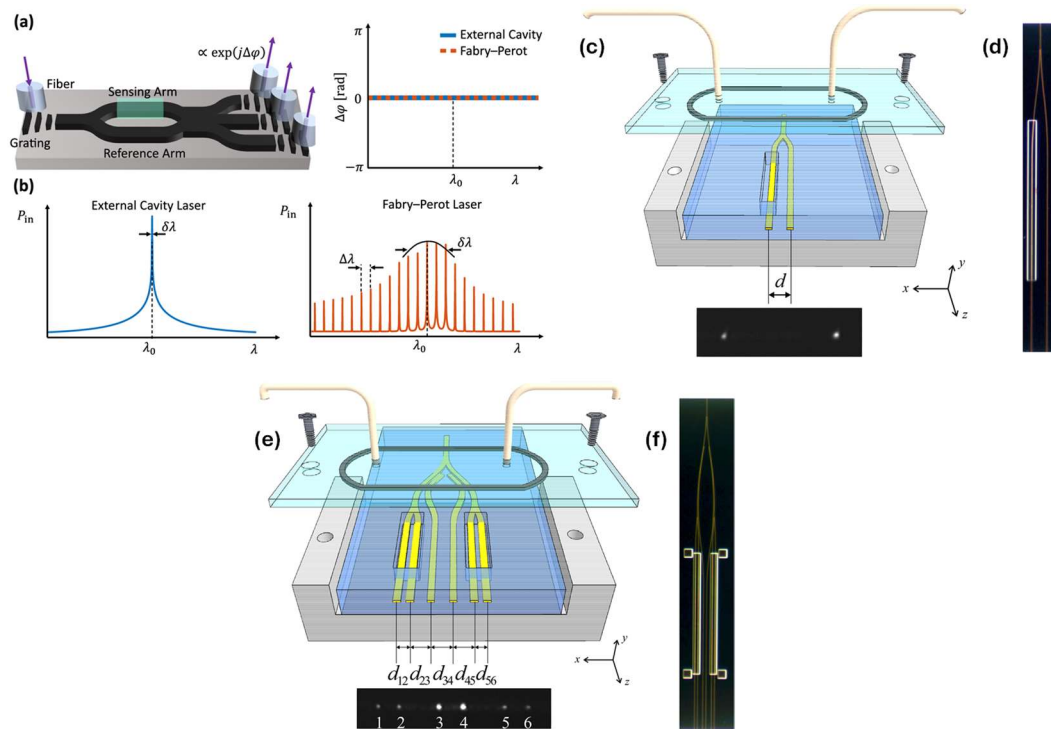 (a)
∝ exp(jΔφ)
Fiber
Sensing Arm
Grating
Reference Arm
π
External Cavity
Fabry–Perot
Δφ [rad]
0
−π
λ₀
λ
(b)
External Cavity Laser
P_in
δλ
λ₀
λ
Fabry–Perot Laser
P_in
δλ
Δλ
λ₀
λ
(c)
d
x
y
z
(d)
(e)
d₁₂ d₂₃ d₃₄ d₄₅ d₅₆
x
y
z
1 2 3 4 5 6
(f)